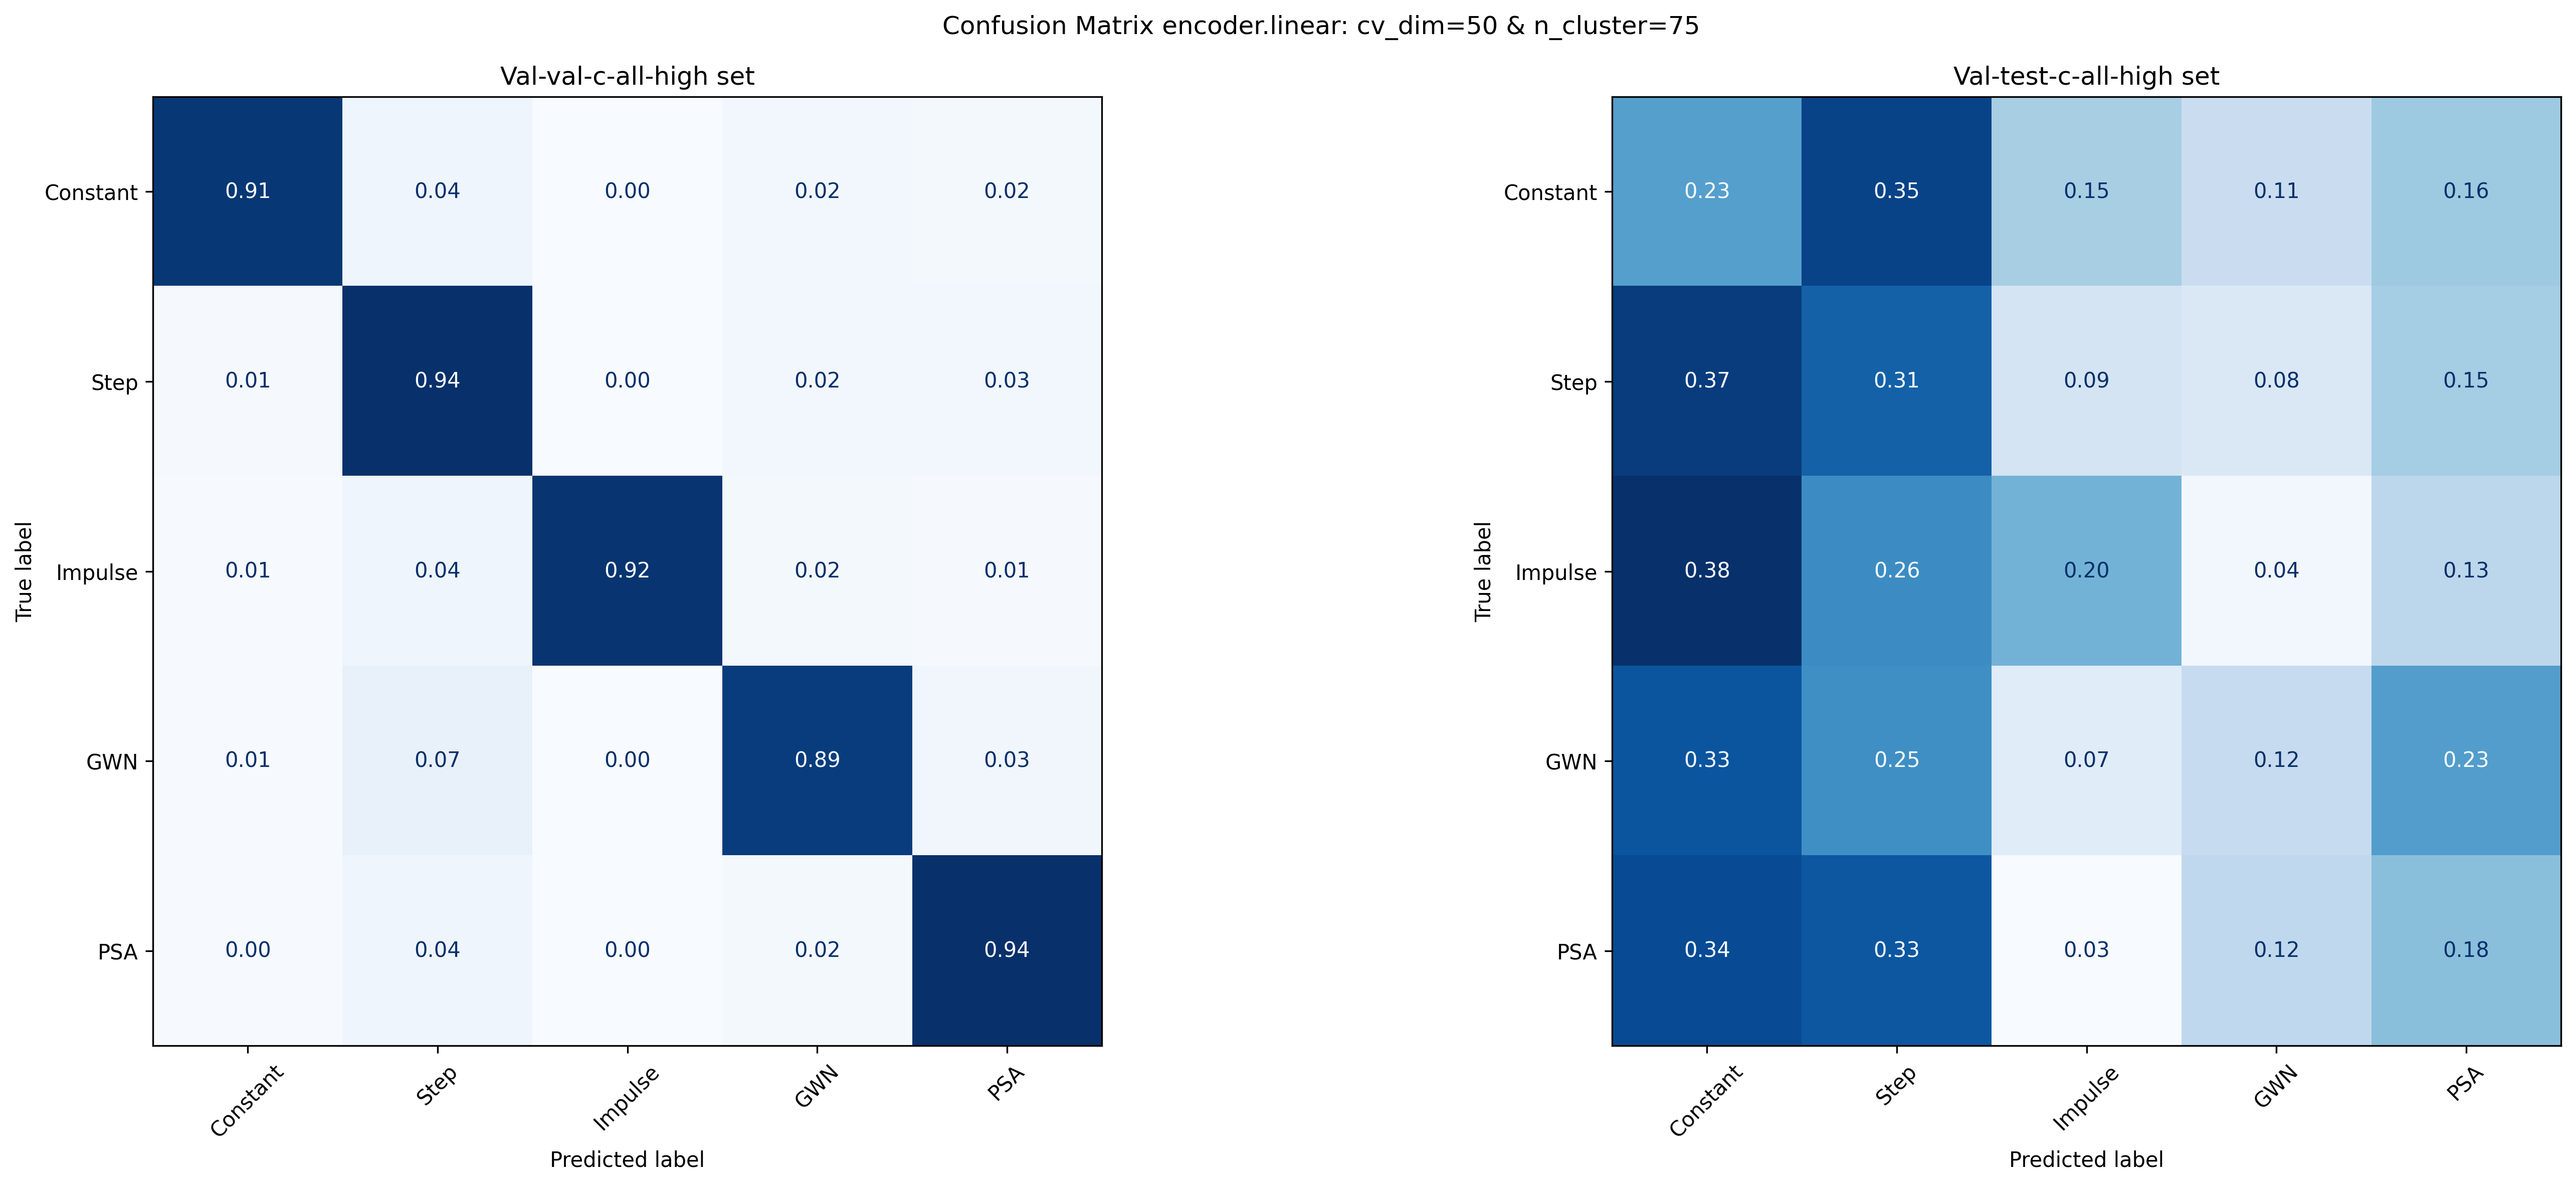 Confusion Matrix encoder.linear: cv_dim=50 & n_cluster=75
Val-val-c-all-high set
True label
Constant 0.91 0.04 0.00 0.02 0.02
Step 0.01 0.94 0.00 0.02 0.03
Impulse 0.01 0.04 0.92 0.02 0.01
GWN 0.01 0.07 0.00 0.89 0.03
PSA 0.00 0.04 0.00 0.02 0.94
Constant Step Impulse GWN PSA
Predicted label
Val-test-c-all-high set
True label
Constant 0.23 0.35 0.15 0.11 0.16
Step 0.37 0.31 0.09 0.08 0.15
Impulse 0.38 0.26 0.20 0.04 0.13
GWN 0.33 0.25 0.07 0.12 0.23
PSA 0.34 0.33 0.03 0.12 0.18
Constant Step Impulse GWN PSA
Predicted label